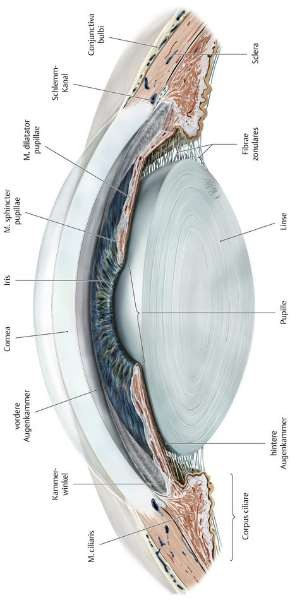 M. ciliaris
Kammer-
winkel
vordere
Augenkammer
Cornea
Iris
M. sphincter
pupillae
M. dilatator
pupillae
Schlemm-
Kanal
Conjunctiva
bulbi
Corpus ciliare
hintere
Augenkammer
Pupille
Linse
Fibrae
zonulares
Sclera